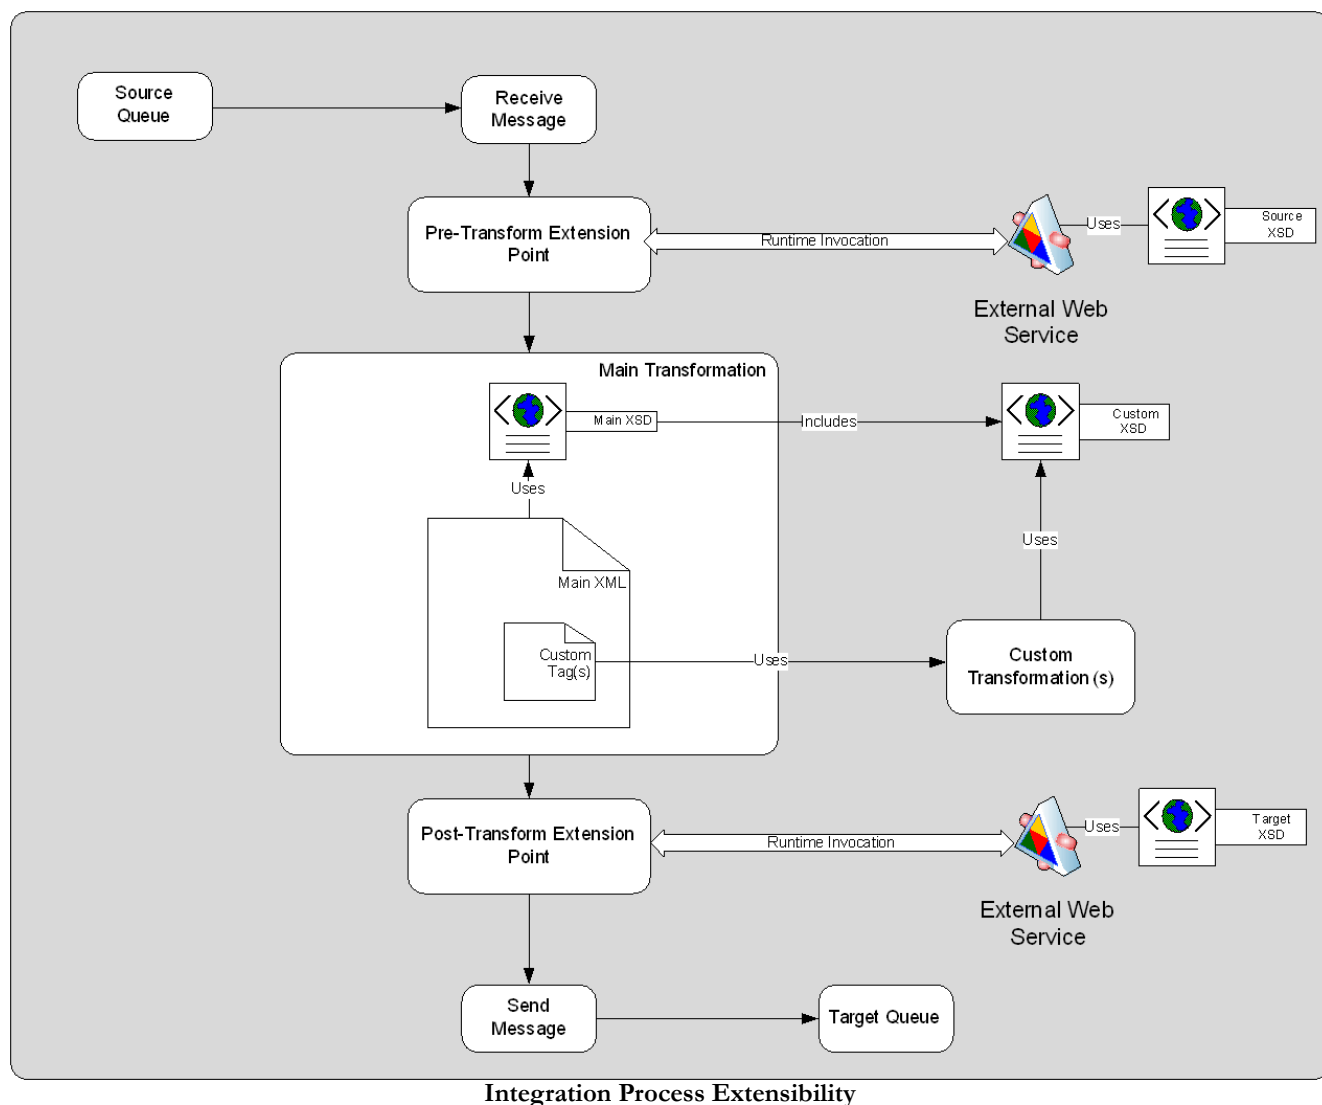 Source
Queue
Receive
Message
Pre-Transform Extension
Point
Runtime Invocation
Uses
Source
XSD
External Web
Service
Main Transformation
Main XSD
Includes
Custom
XSD
Uses
Main XML
Custom
Tag(s)
Uses
Uses
Custom
Transformation (s)
Post-Transform Extension
Point
Runtime Invocation
Uses
Target
XSD
External Web
Service
Send
Message
Target Queue
Integration Process Extensibility